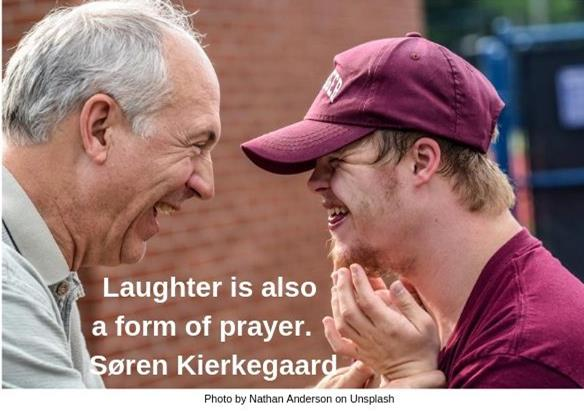 Laughter is also
a form of prayer.
Søren Kierkegaard
Photo by Nathan Anderson on Unsplash